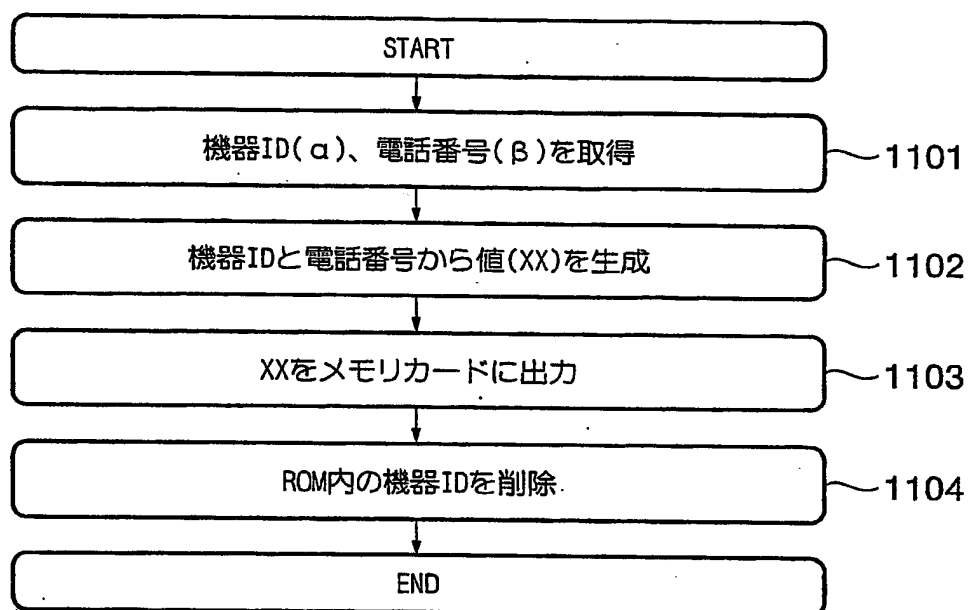 START
機器ID(α)、電話番号(β)を取得
1101
機器IDと電話番号から値(XX)を生成
1102
XXをメモリカードに出力
1103
ROM内の機器IDを削除
1104
END